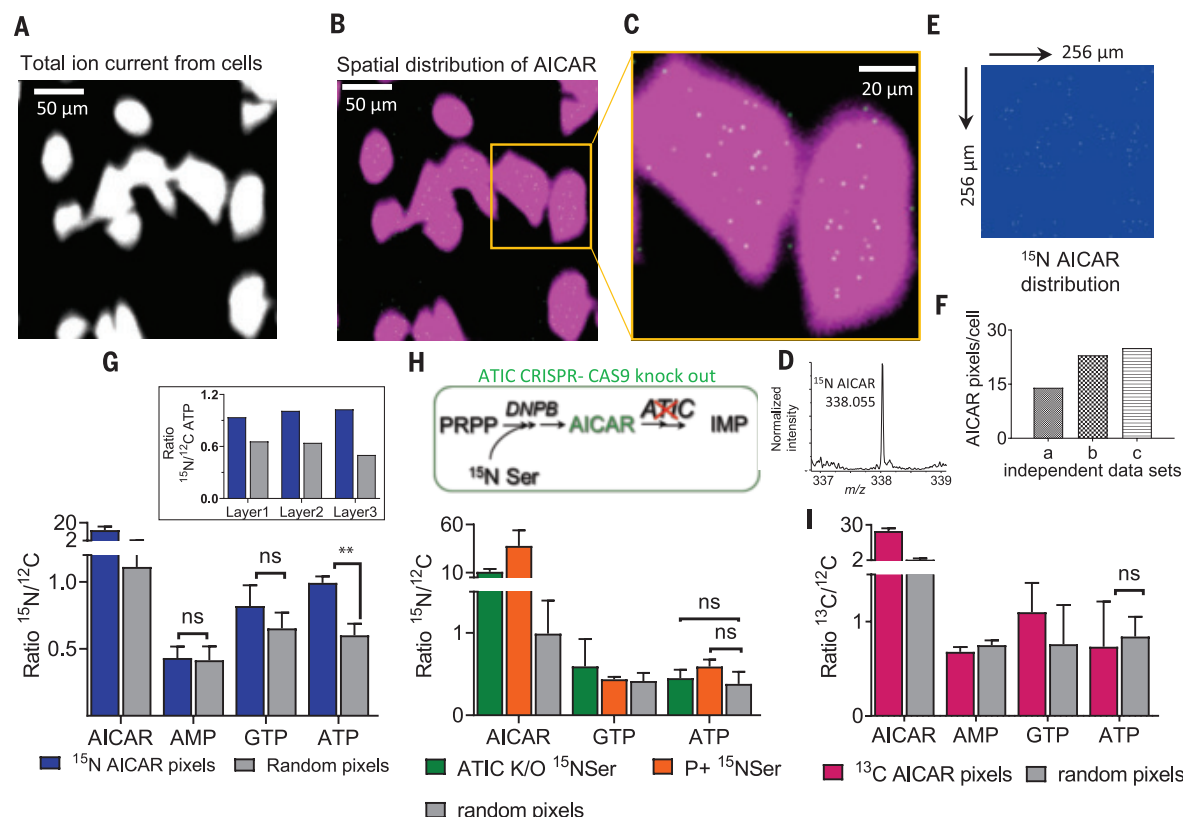 A
Total ion current from cells
50 µm
B
Spatial distribution of AICAR
50 µm
C
20 µm
E
256 µm
256 µm
¹⁵N AICAR
distribution
F
AICAR pixels/cell
30
15
0
a b c
independent data sets
D
¹⁵N AICAR
338.055
Normalized
intensity
337 338 339
m/z
G
Ratio
¹⁵N/¹²C ATP
1.2
0.6
0.0
Layer1 Layer2 Layer3
Ratio ¹⁵N/¹²C
20
2
1.0
0.5
ns
ns
**
AICAR AMP GTP ATP
¹⁵N AICAR pixels
Random pixels
H
ATIC CRISPR- CAS9 knock out
PRPP DNPB AICAR ATIC IMP
¹⁵N Ser
Ratio ¹⁵N/¹²C
60
10
1
0
ns
ns
AICAR GTP ATP
ATIC K/O ¹⁵NSer
P+ ¹⁵NSer
random pixels
I
Ratio ¹³C/¹²C
30
2
1
0
ns
AICAR AMP GTP ATP
¹³C AICAR pixels
random pixels